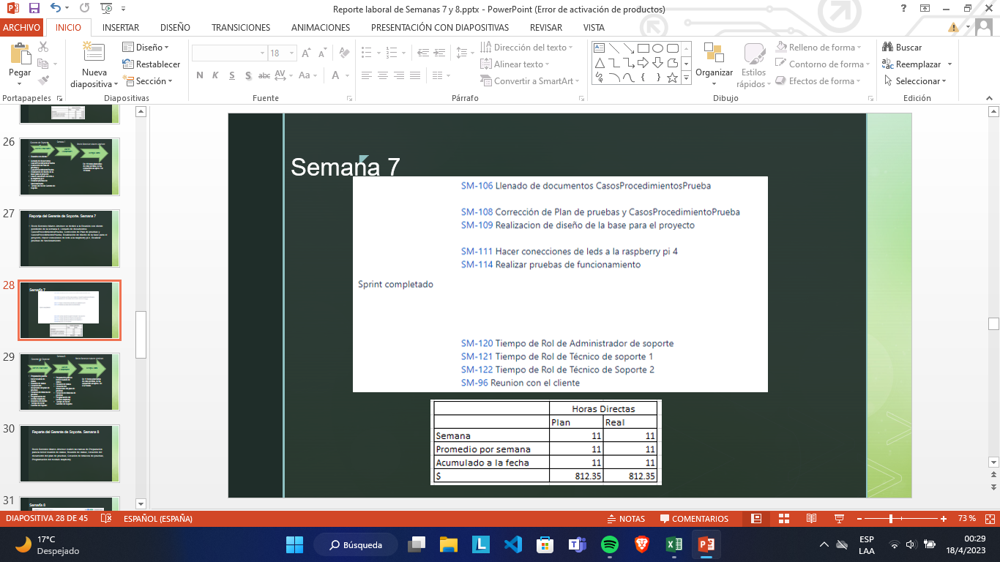 Reporte laboral de Semanas 7 y 8.pptx - PowerPoint (Error de activación de productos)
ARCHIVO INICIO INSERTAR DISEÑO TRANSICIONES ANIMACIONES PRESENTACIÓN CON DIAPOSITIVAS REVISAR VISTA
Pegar
Portapapeles
Nueva diapositiva
Diseño
Restablecer
Sección
Diapositivas
18
N K S S abc AV Aa A
Fuente
Dirección del texto
Alinear texto
Convertir a SmartArt
Párrafo
Organizar
Estilos rápidos
Relleno de forma
Contorno de forma
Efectos de forma
Dibujo
Buscar
Reemplazar
Seleccionar
Edición
26
27
Reporte del Gerente de Soporte. Semana 7
28
Semana 7
29
30
Reporte del Gerente de Soporte. Semana 8
31
Semana 8
Semana 7
SM-106 Llenado de documentos CasosProcedimientosPrueba
SM-108 Corrección de Plan de pruebas y CasosProcedimientoPrueba
SM-109 Realizacion de diseño de la base para el proyecto
SM-111 Hacer conecciones de leds a la raspberry pi 4
SM-114 Realizar pruebas de funcionamiento
Sprint completado
SM-120 Tiempo de Rol de Administrador de soporte
SM-121 Tiempo de Rol de Técnico de soporte 1
SM-122 Tiempo de Rol de Técnico de Soporte 2
SM-96 Reunion con el cliente
Horas Directas
Plan Real
Semana 11 11
Promedio por semana 11 11
Acumulado a la fecha 11 11
$ 812.35 812.35
DIAPOSITIVA 28 DE 45 ESPAÑOL (ESPAÑA) NOTAS COMENTARIOS 73 %
17°C
Despejado
Búsqueda
ESP
LAA
00:29
18/4/2023